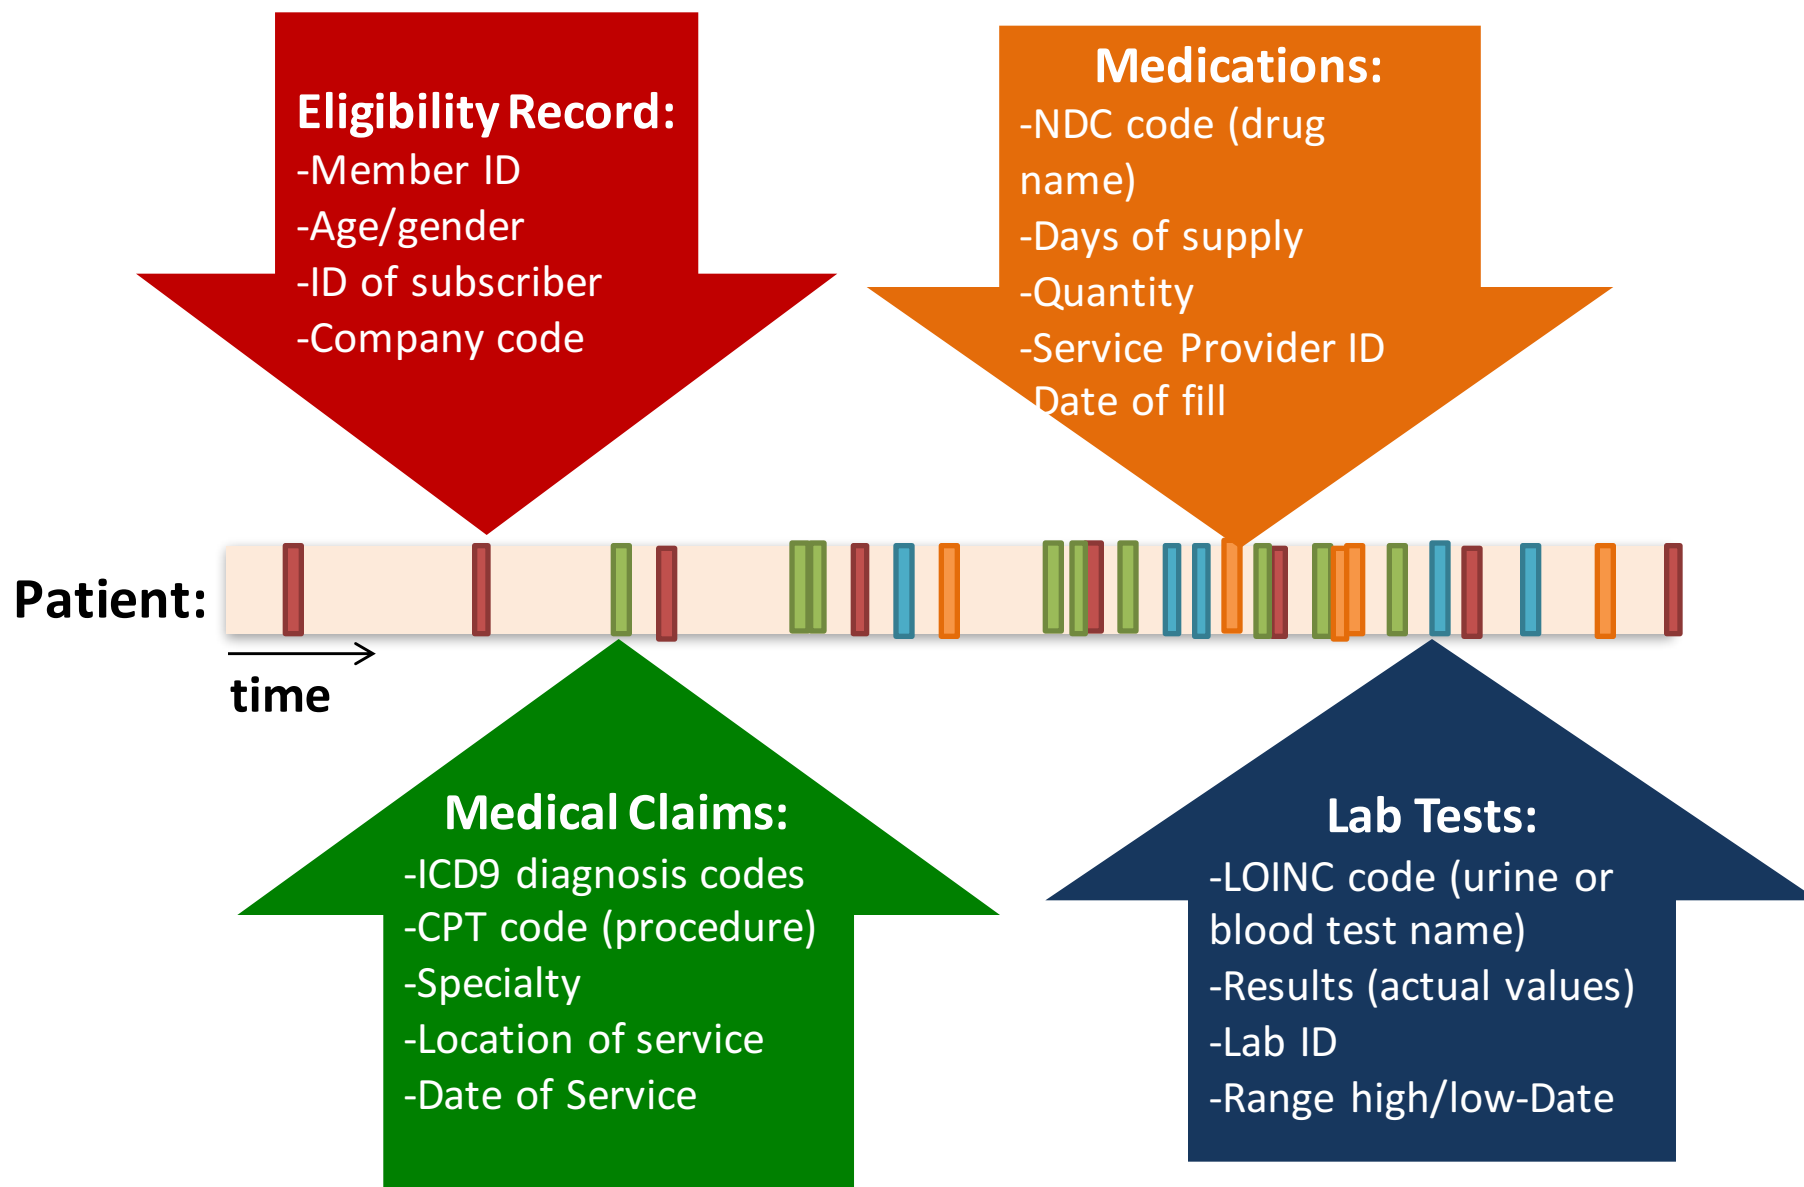 Eligibility Record:
-Member ID
-Age/gender
-ID of subscriber
-Company code
Medications:
-NDC code (drug
name)
-Days of supply
-Quantity
-Service Provider ID
-Date of fill
Patient:
time
Medical Claims:
-ICD9 diagnosis codes
-CPT code (procedure)
-Specialty
-Location of service
-Date of Service
Lab Tests:
-LOINC code (urine or
blood test name)
-Results (actual values)
-Lab ID
-Range high/low-Date